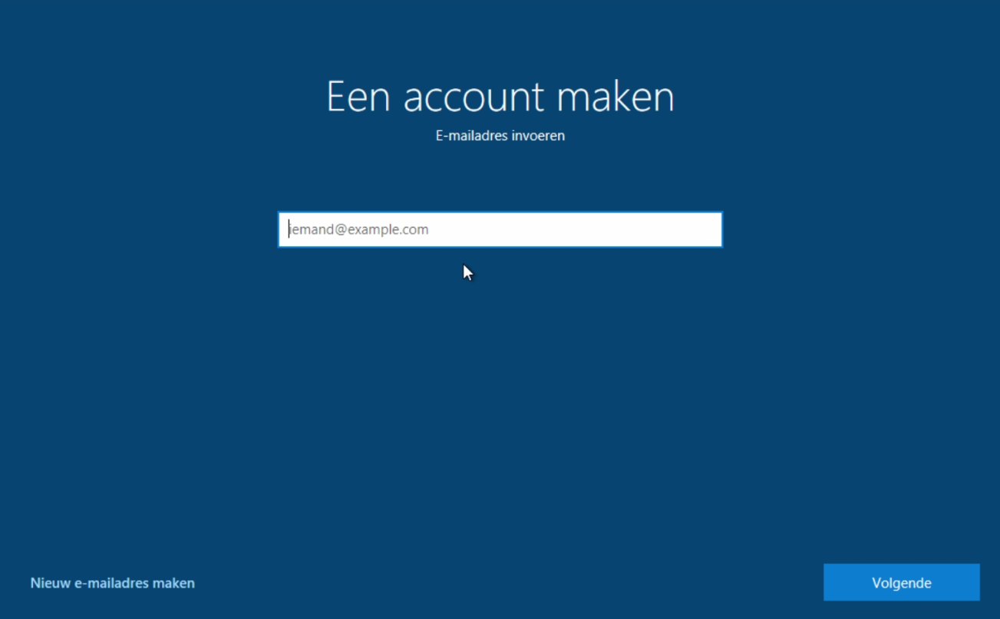 Een account maken
E-mailadres invoeren
iemand@example.com
Nieuw e-mailadres maken
Volgende